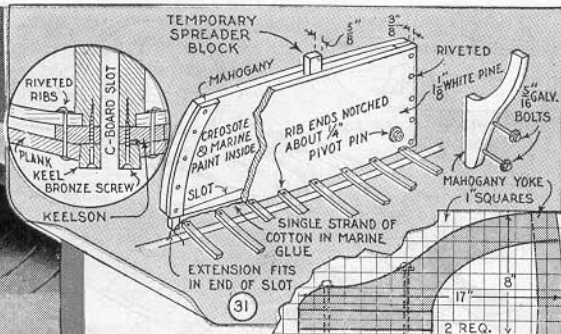 TEMPORARY
SPREADER
BLOCK
5/8"
3/8"
MAHOGANY
RIVETED
1 1/8" WHITE PINE
5/16" GALV.
BOLTS
RIVETED
RIBS
C-BOARD SLOT
CREOSOTE
& MARINE
PAINT INSIDE
RIB ENDS NOTCHED
ABOUT 1/4"
PIVOT PIN
PLANK
KEEL
BRONZE SCREW
SLOT
KEELSON
MAHOGANY YOKE
1" SQUARES
SINGLE STRAND OF
COTTON IN MARINE
GLUE
EXTENSION FITS
IN END OF SLOT
31
8"
17"
2 REQ.